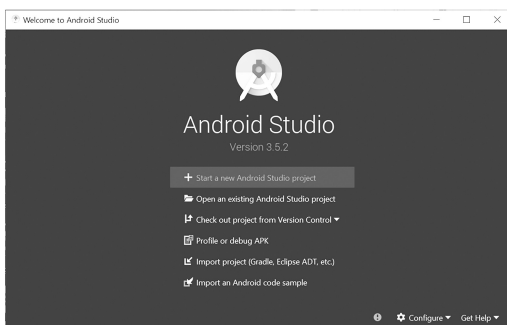 Welcome to Android Studio
Android Studio
Version 3.5.2
Start a new Android Studio project
Open an existing Android Studio project
Check out project from Version Control
Profile or debug APK
Import project (Gradle, Eclipse ADT, etc.)
Import an Android code sample
Configure Get Help